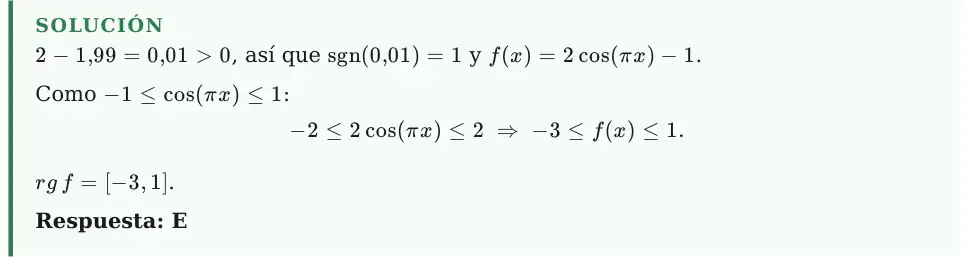 SOLUCIÓN
2 − 1,99 = 0,01 > 0, así que sgn(0,01) = 1 y f(x) = 2 cos(πx) − 1.
Como −1 ≤ cos(πx) ≤ 1:
−2 ≤ 2 cos(πx) ≤ 2 ⇒ −3 ≤ f(x) ≤ 1.
rg f = [−3, 1].
Respuesta: E